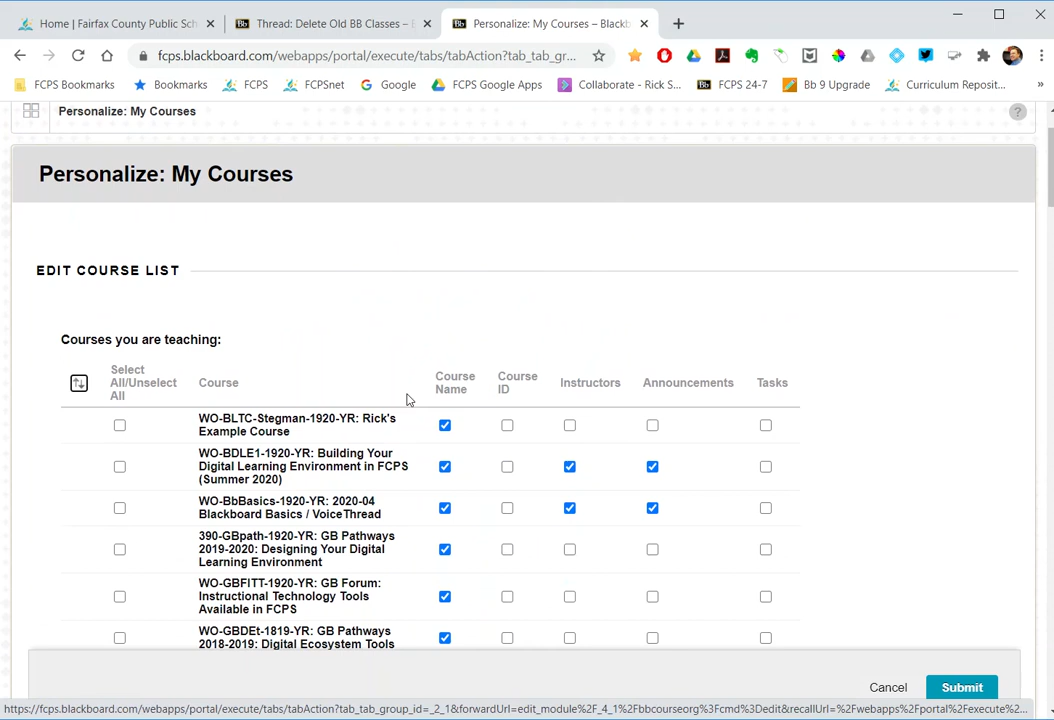 Home | Fairfax County Public Sch
Bb Thread: Delete Old BB Classes – B
Bb Personalize: My Courses – Blackb
fcps.blackboard.com/webapps/portal/execute/tabs/tabAction?tab_tab_gr...
FCPS Bookmarks
Bookmarks
FCPS
FCPSnet
Google
FCPS Google Apps
Collaborate - Rick S...
Bb FCPS 24-7
Bb 9 Upgrade
Curriculum Reposit...
»
Personalize: My Courses
?
Personalize: My Courses
EDIT COURSE LIST
Courses you are teaching:
Select
All/Unselect
All
Course
Course
Name
Course
ID
Instructors
Announcements
Tasks
WO-BLTC-Stegman-1920-YR: Rick's
Example Course
WO-BDLE1-1920-YR: Building Your
Digital Learning Environment in FCPS
(Summer 2020)
WO-BbBasics-1920-YR: 2020-04
Blackboard Basics / VoiceThread
390-GBpath-1920-YR: GB Pathways
2019-2020: Designing Your Digital
Learning Environment
WO-GBFITT-1920-YR: GB Forum:
Instructional Technology Tools
Available in FCPS
WO-GBDEt-1819-YR: GB Pathways
2018-2019: Digital Ecosystem Tools
Cancel
Submit
https://fcps.blackboard.com/webapps/portal/execute/tabs/tabAction?tab_tab_group_id=_2_1&forwardUrl=edit_module%2F_4_1%2Fbbcourseorg%3Fcmd%3Dedit&recallUrl=%2Fwebapps%2Fportal%2Fexecute%2...